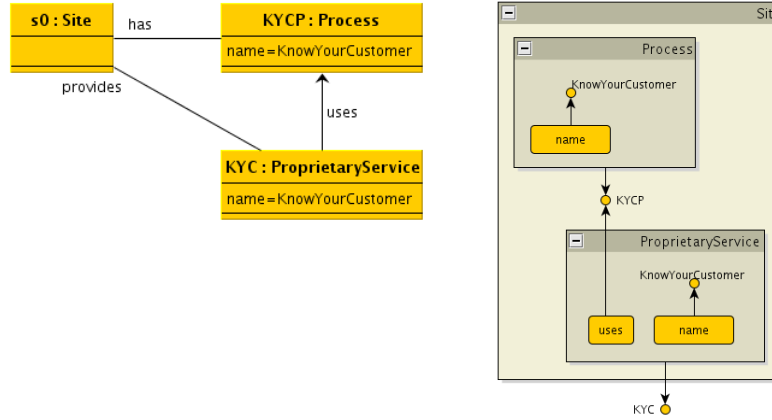 s0 : Site
has
KYCP : Process
name=KnowYourCustomer
provides
uses
KYC : ProprietaryService
name=KnowYourCustomer
Sit
Process
KnowYourCustomer
name
KYCP
ProprietaryService
KnowYourCustomer
uses
name
KYC